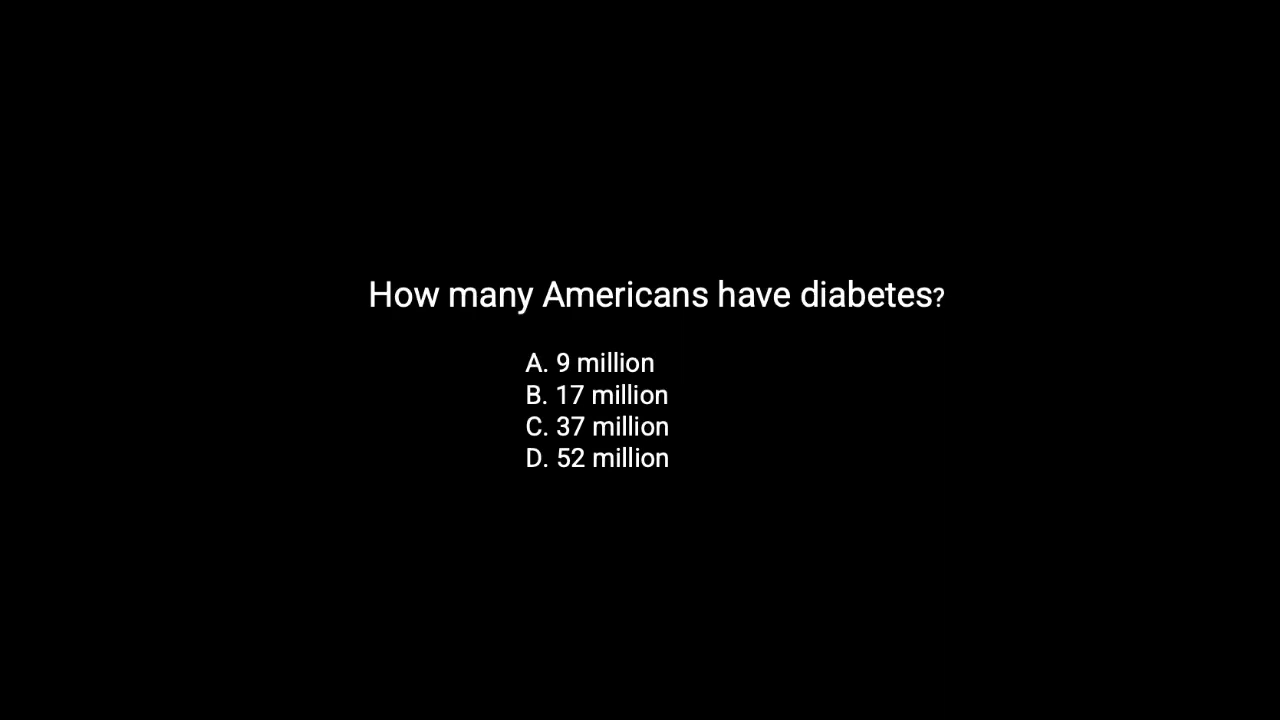 How many Americans have diabetes?
A. 9 million
B. 17 million
C. 37 million
D. 52 million